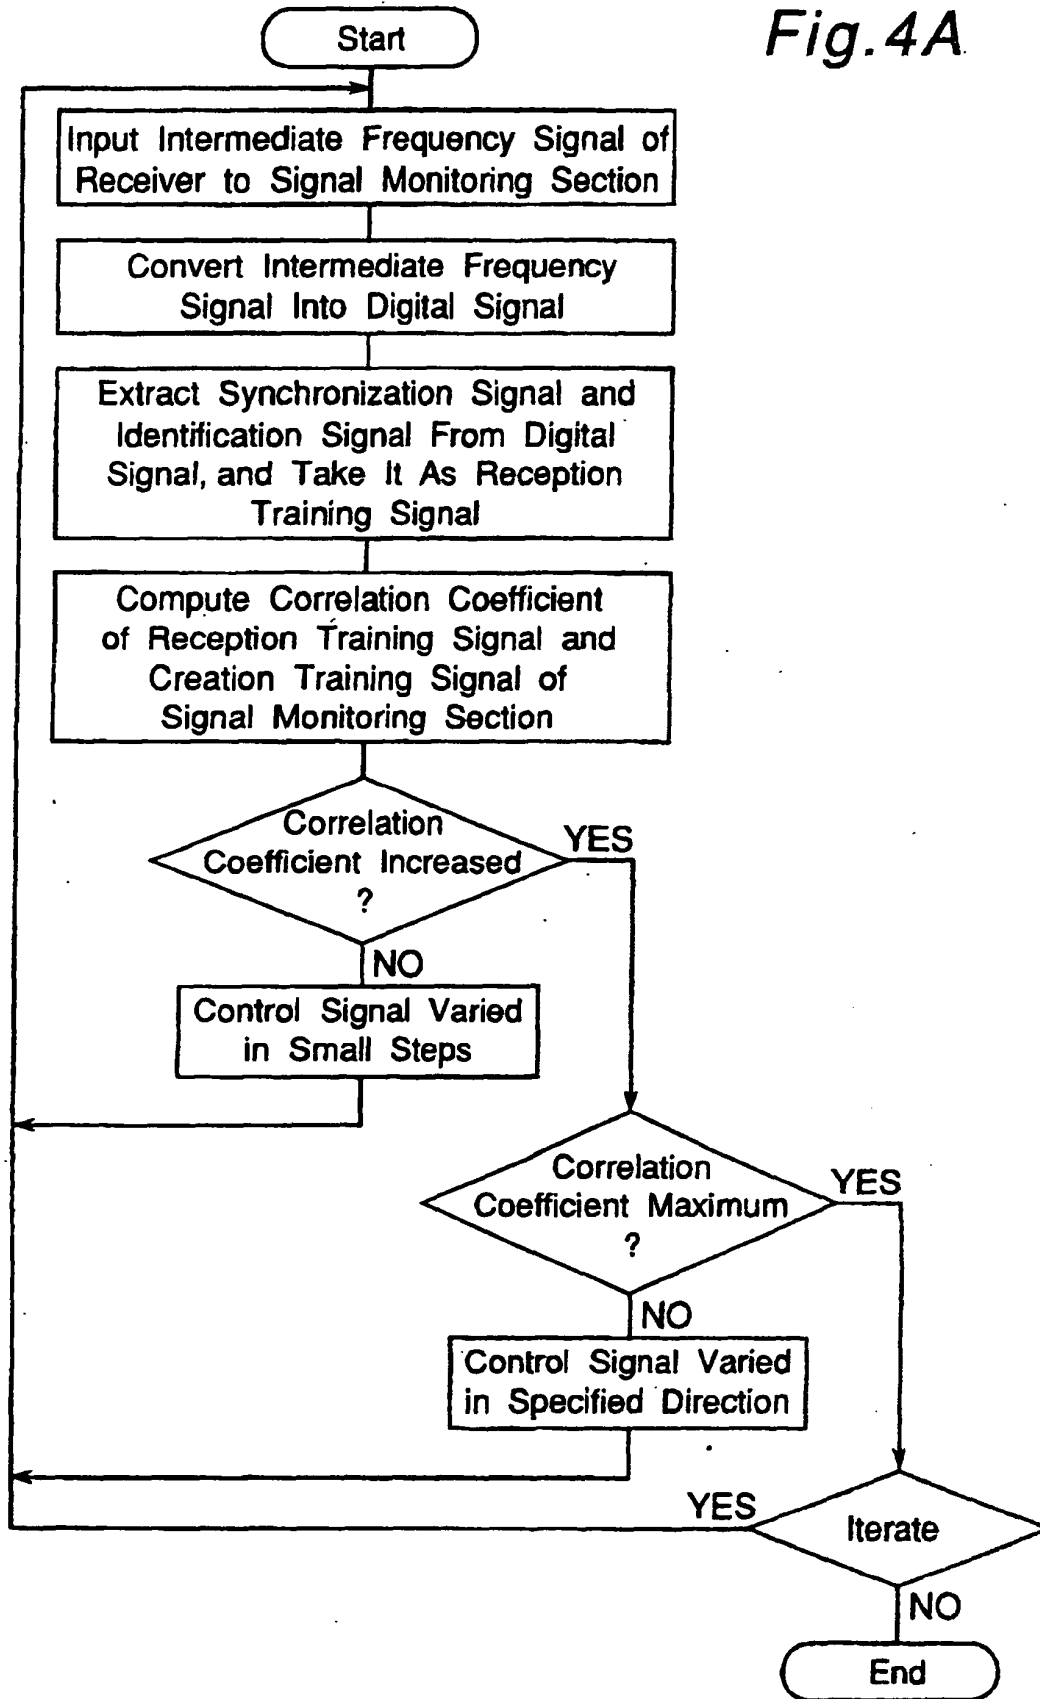 Fig.4A
Start
Input Intermediate Frequency Signal of
Receiver to Signal Monitoring Section
Convert Intermediate Frequency
Signal Into Digital Signal
Extract Synchronization Signal and
Identification Signal From Digital
Signal, and Take It As Reception
Training Signal
Compute Correlation Coefficient
of Reception Training Signal and
Creation Training Signal of
Signal Monitoring Section
Correlation
Coefficient Increased
?
YES
NO
Control Signal Varied
in Small Steps
Correlation
Coefficient Maximum
?
YES
NO
Control Signal Varied
in Specified Direction
YES
Iterate
NO
End